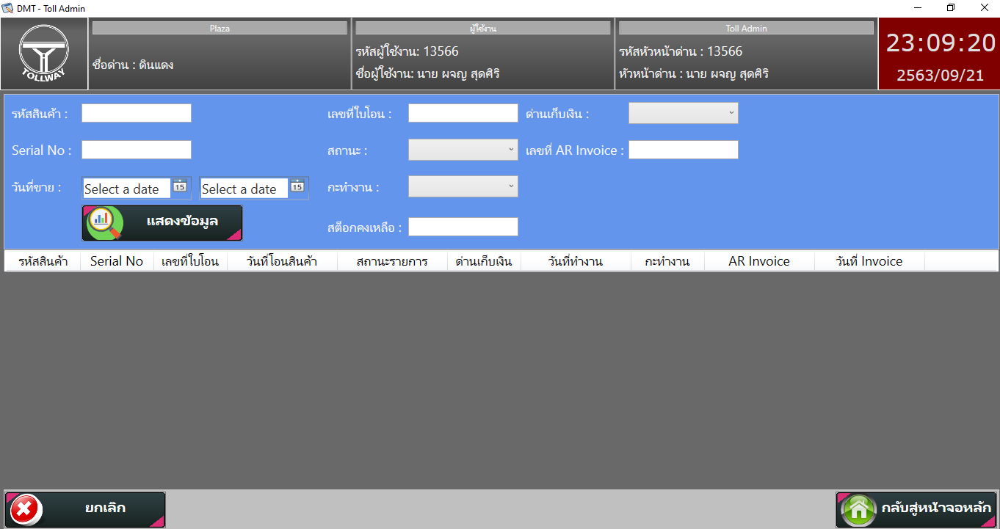 DMT - Toll Admin
TOLLWAY
Plaza
ชื่อด่าน : ดินแดง
ผู้ใช้งาน
รหัสผู้ใช้งาน: 13566
ชื่อผู้ใช้งาน: นาย ผจญ สุดศิริ
Toll Admin
รหัสหัวหน้าด่าน : 13566
หัวหน้าด่าน : นาย ผจญ สุดศิริ
23:09:20
2563/09/21
รหัสสินค้า : เลขที่ใบโอน : ด่านเก็บเงิน :
Serial No : สถานะ : เลขที่ AR Invoice :
วันที่ขาย : Select a date 15 Select a date 15 กะทำงาน :
แสดงข้อมูล สต็อกคงเหลือ :
รหัสสินค้า Serial No เลขที่ใบโอน วันที่โอนสินค้า สถานะรายการ ด่านเก็บเงิน วันที่ทำงาน กะทำงาน AR Invoice วันที่ Invoice
ยกเลิก กลับสู่หน้าจอหลัก